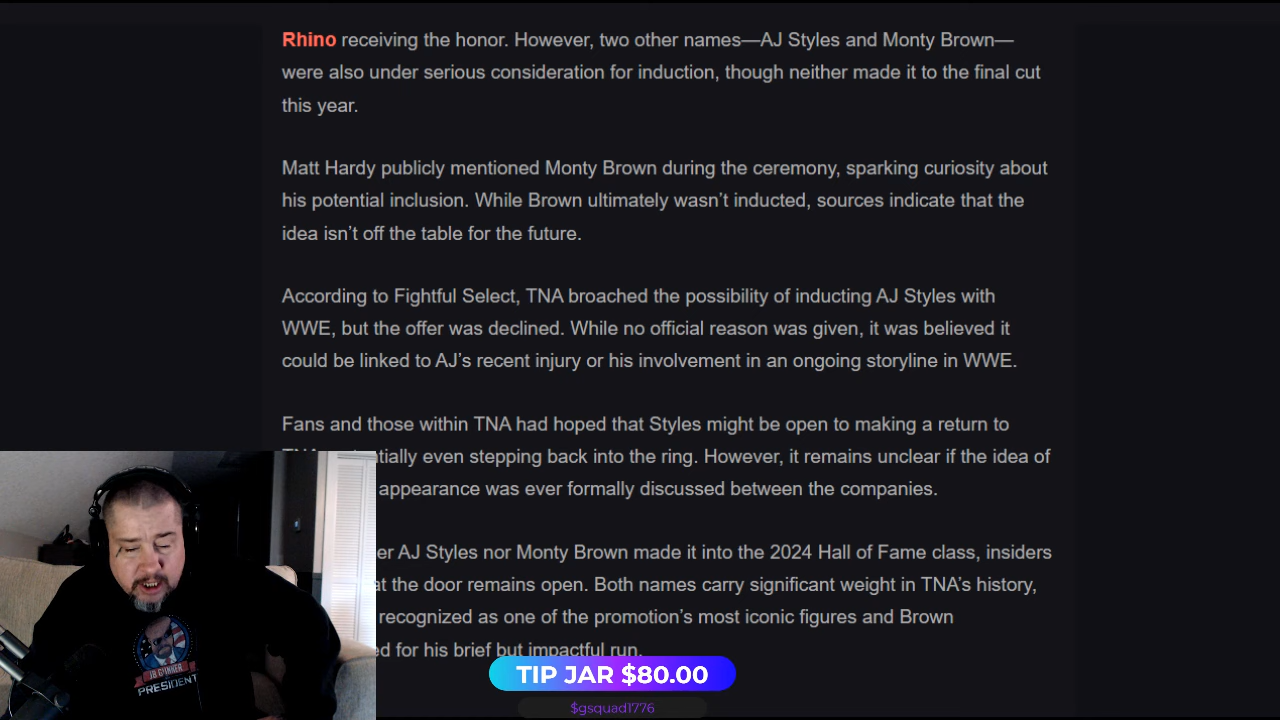 Rhino receiving the honor. However, two other names—AJ Styles and Monty Brown—
were also under serious consideration for induction, though neither made it to the final cut
this year.
Matt Hardy publicly mentioned Monty Brown during the ceremony, sparking curiosity about
his potential inclusion. While Brown ultimately wasn’t inducted, sources indicate that the
idea isn’t off the table for the future.
According to Fightful Select, TNA broached the possibility of inducting AJ Styles with
WWE, but the offer was declined. While no official reason was given, it was believed it
could be linked to AJ’s recent injury or his involvement in an ongoing storyline in WWE.
Fans and those within TNA had hoped that Styles might be open to making a return to
tially even stepping back into the ring. However, it remains unclear if the idea of
appearance was ever formally discussed between the companies.
er AJ Styles nor Monty Brown made it into the 2024 Hall of Fame class, insiders
at the door remains open. Both names carry significant weight in TNA’s history,
recognized as one of the promotion’s most iconic figures and Brown
ed for his brief but impactful run.
PRESIDENT
TIP JAR $80.00
$gsquad1776